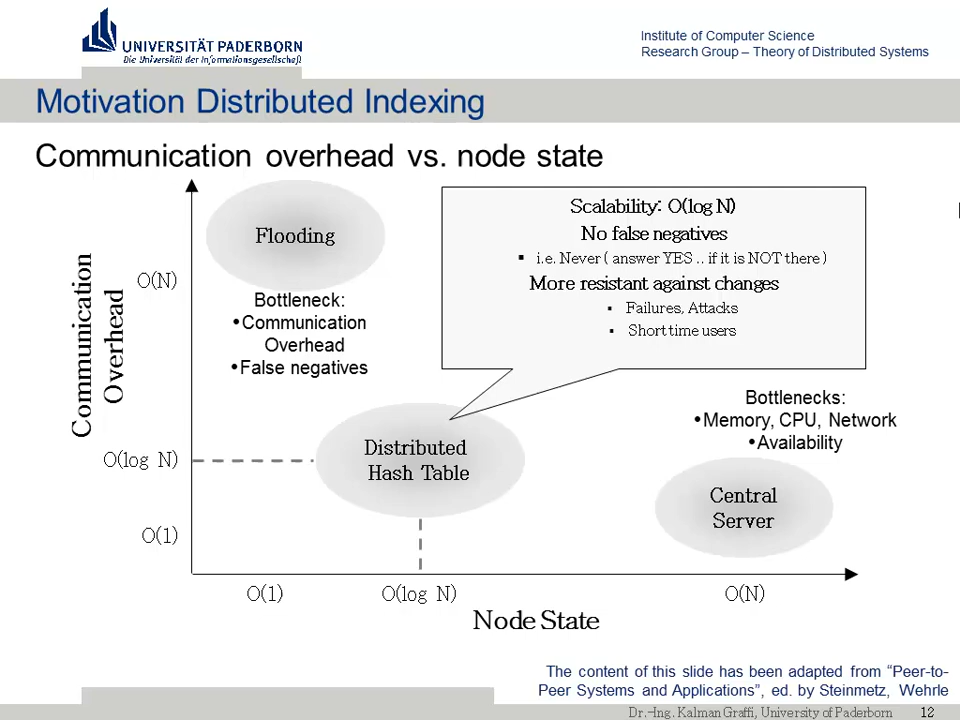 UNIVERSITÄT PADERBORN
Die Universität der Informationsgesellschaft
Institute of Computer Science
Research Group – Theory of Distributed Systems
Motivation Distributed Indexing
Communication overhead vs. node state
Communication
Overhead
O(N)
O(log N)
O(1)
Flooding
Bottleneck:
•Communication
Overhead
•False negatives
Scalability: O(log N)
No false negatives
▪ i.e. Never ( answer YES .. if it is NOT there )
More resistant against changes
▪ Failures, Attacks
▪ Short time users
Distributed
Hash Table
Bottlenecks:
•Memory, CPU, Network
•Availability
Central
Server
O(1)
O(log N)
O(N)
Node State
The content of this slide has been adapted from “Peer-to-
Peer Systems and Applications”, ed. by Steinmetz, Wehrle
Dr.-Ing. Kalman Graffi, University of Paderborn 12